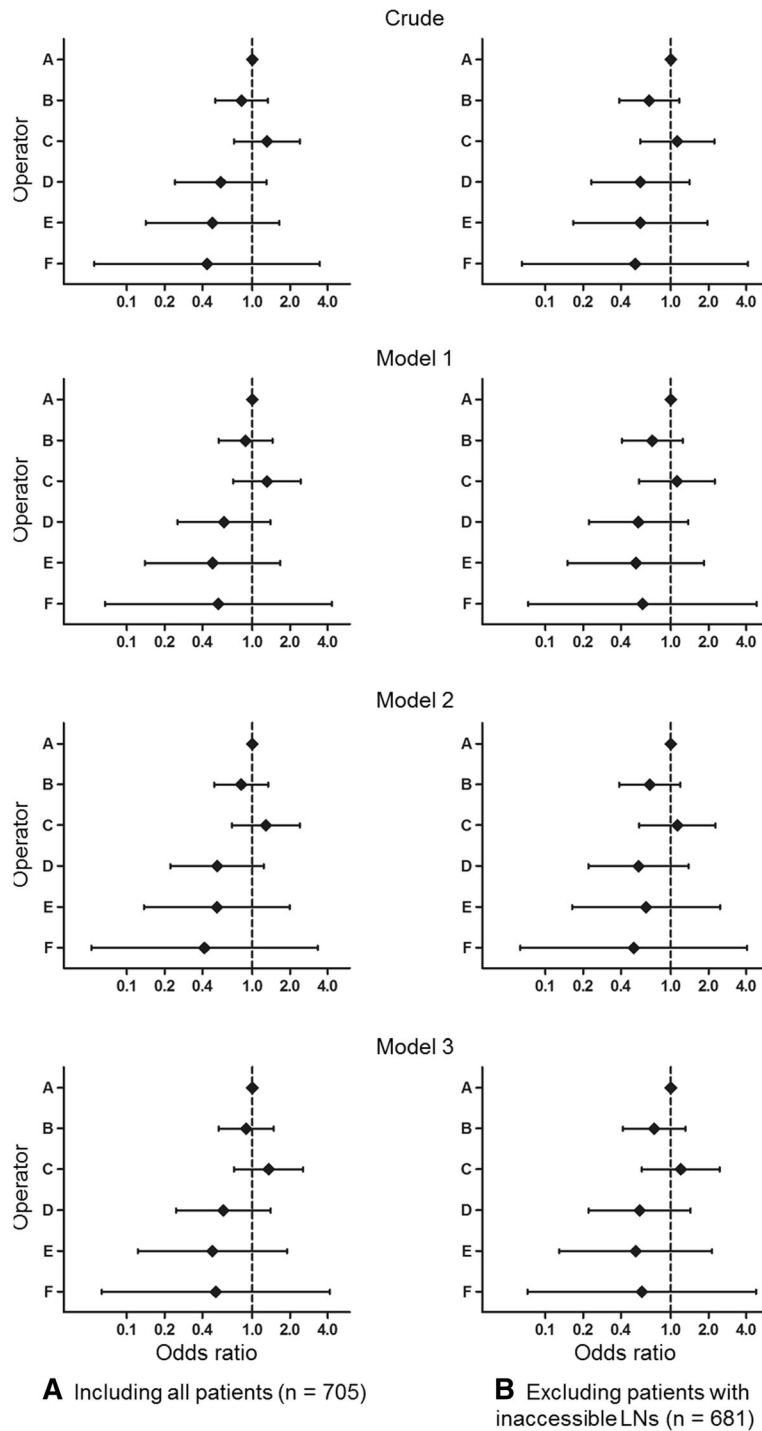 Crude
Operator
A
B
C
D
E
F
0.1 0.2 0.4 1.0 2.0 4.0
A
B
C
D
E
F
0.1 0.2 0.4 1.0 2.0 4.0
Model 1
Operator
A
B
C
D
E
F
0.1 0.2 0.4 1.0 2.0 4.0
A
B
C
D
E
F
0.1 0.2 0.4 1.0 2.0 4.0
Model 2
Operator
A
B
C
D
E
F
0.1 0.2 0.4 1.0 2.0 4.0
A
B
C
D
E
F
0.1 0.2 0.4 1.0 2.0 4.0
Model 3
Operator
A
B
C
D
E
F
0.1 0.2 0.4 1.0 2.0 4.0
Odds ratio
A Including all patients (n = 705)
A
B
C
D
E
F
0.1 0.2 0.4 1.0 2.0 4.0
Odds ratio
B Excluding patients with
inaccessible LNs (n = 681)